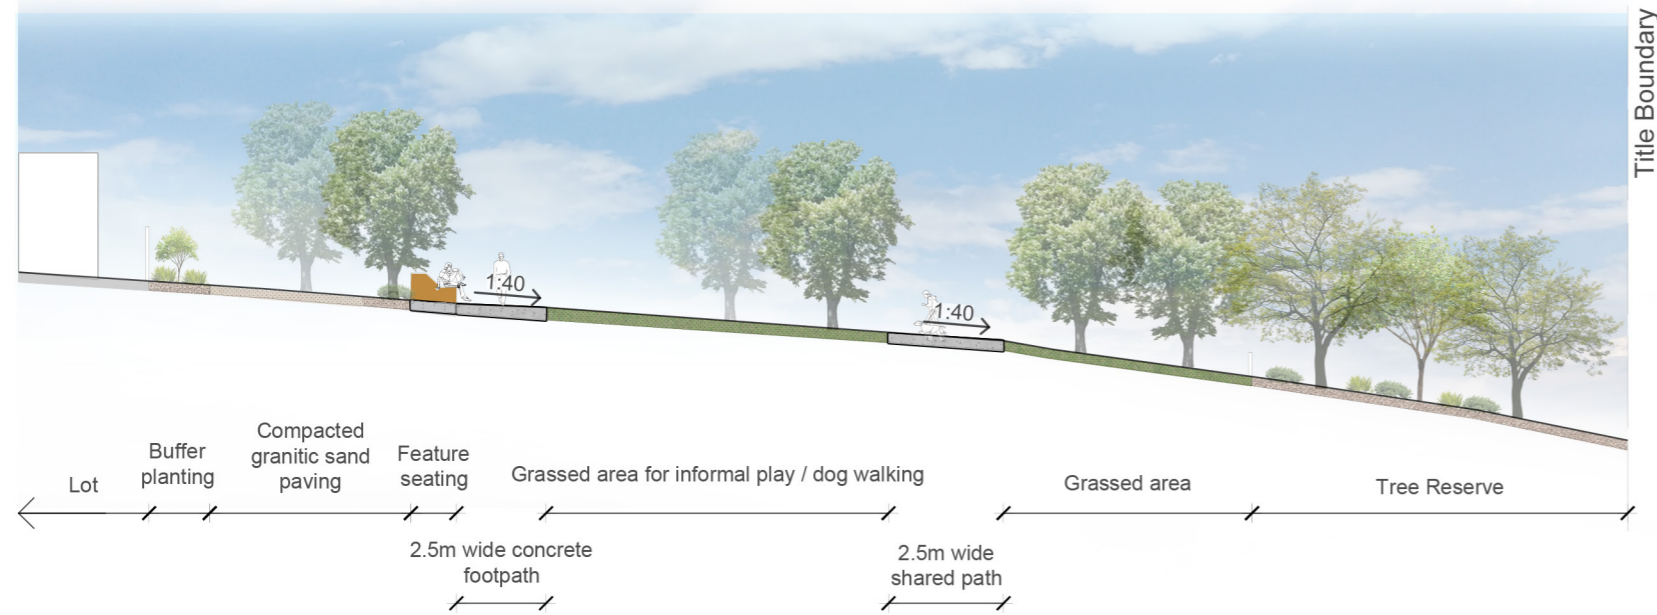 Title Boundary
1:40
1:40
Lot
Buffer
planting
Compacted
granitic sand
paving
Feature
seating
Grassed area for informal play / dog walking
Grassed area
Tree Reserve
2.5m wide concrete
footpath
2.5m wide
shared path